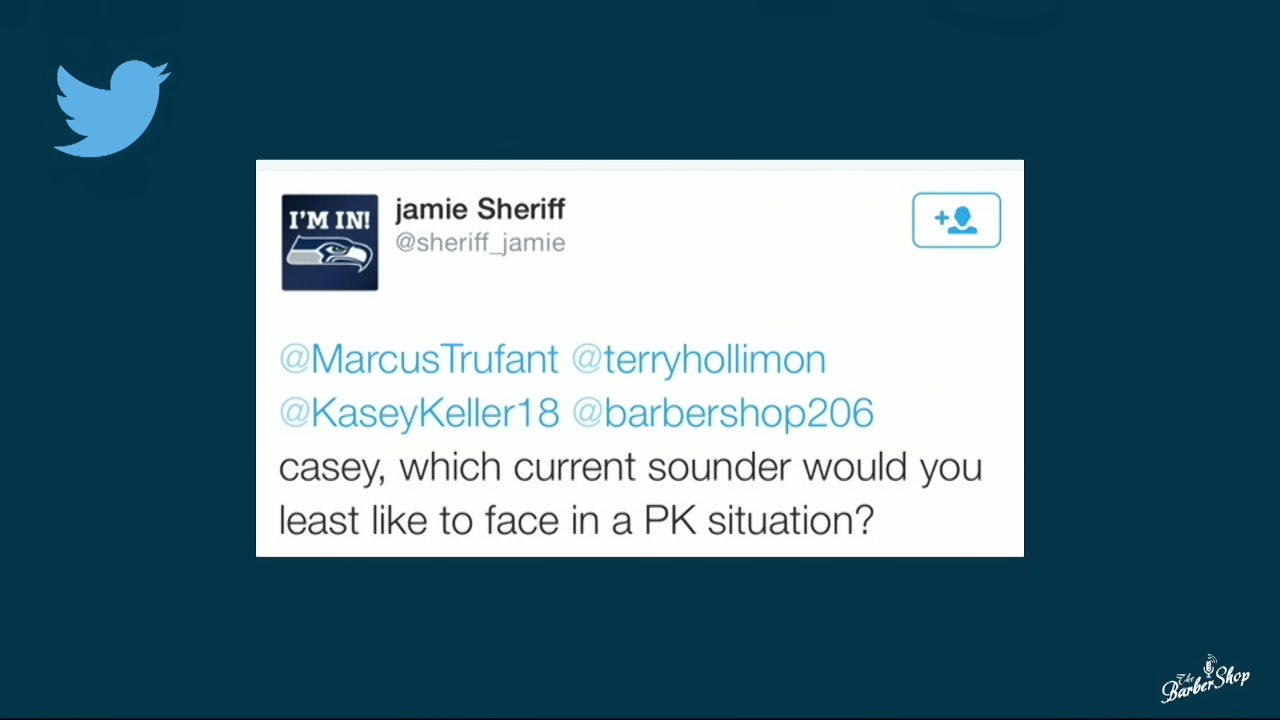 I'M IN!
jamie Sheriff
@sheriff_jamie
@MarcusTrufant @terryhollimon
@KaseyKeller18 @barbershop206
casey, which current sounder would you
least like to face in a PK situation?
The
BarberShop